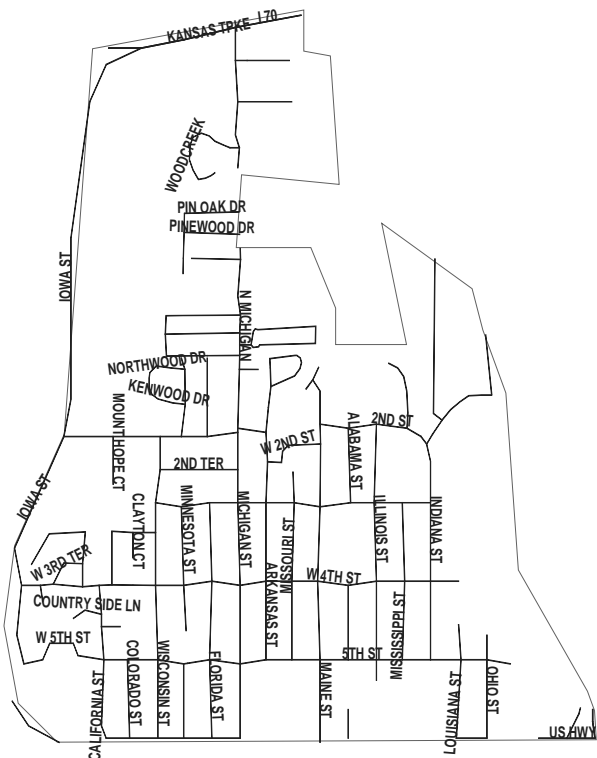 KANSAS TPKE I 70
WOODCREEK
PIN OAK DR
PINEWOOD DR
IOWA ST
N MICHIGAN
NORTHWOOD DR
KENWOOD DR
MOUNT HOPE CT
2ND ST
ALABAMA ST
W 2ND ST
2ND TER
IOWA ST
CLAYTON CT
MINNESOTA ST
MICHIGAN ST
MISSOURI ST
ILLINOIS ST
INDIANA ST
W 3RD TER
ARKANSAS ST
W 4TH ST
COUNTRY SIDE LN
MISSISSIPPI ST
W 5TH ST
5TH ST
CALIFORNIA ST
COLORADO ST
WISCONSIN ST
FLORIDA ST
MAINE ST
LOUISIANA ST
OHIO ST
US HWY